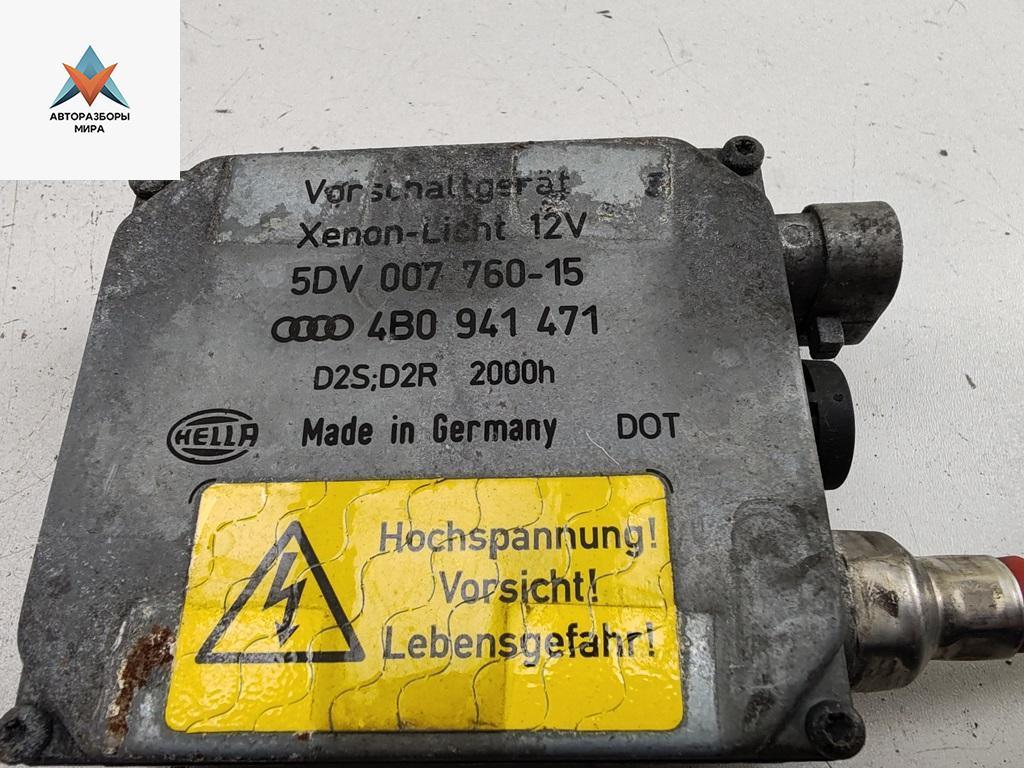 АВТОРАЗБОРЫ
МИРА
Vorschaltgerät
Xenon-Licht 12V
5DV 007 760-15
4B0 941 471
D2S;D2R 2000h
HELLA Made in Germany DOT
Hochspannung!
Vorsicht!
Lebensgefahr!